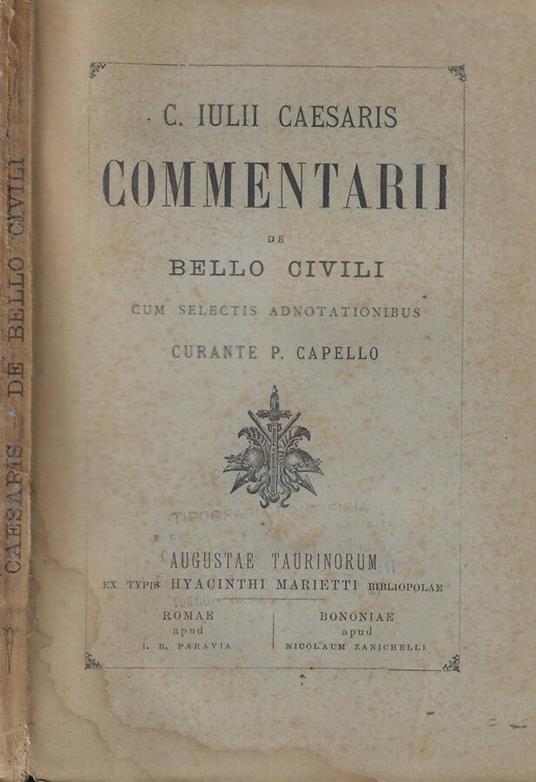 CAESARIS - DE BELLO CIVILI
C. IULII CAESARIS
COMMENTARII
DE
BELLO CIVILI
CUM SELECTIS ADNOTATIONIBUS
CURANTE P. CAPELLO
AUGUSTAE TAURINORUM
EX TYPIS HYACINTHI MARIETTI BIBLIOPOLAE
ROMAE
apud
I. B. PARAVIA
BONONIAE
apud
NICOLAUM ZANICHELLI